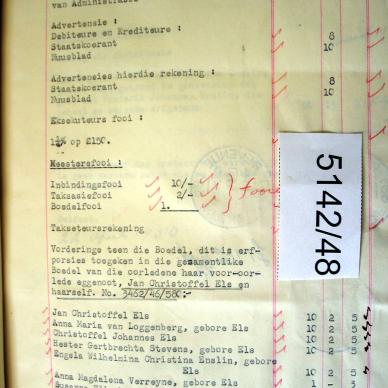 van Administrasie
Advertensie :
Debiteure en Krediteure :
Staatskoerant 8
Nuusblad 10
Advertensies hierdie rekening :
Staatskoerant 8
Nuusblad 10
Eksekuteurs fooi :
op £150.
Meestersfooi :
Inbindingsfooi 10/-
Taksasiefooi 2/-
Boedelfooi 1.
Takseteursrekening
Vorderinge teen die Boedel, dit is erf-
porsies toegeken in die gesamentlike
Boedel van die oorledene haar voor-oor-
lede eggenoot, Jan Christoffel Els en
haarself. No. 3462/46/58:-
Jan Christoffel Els 10 2 5
Anna Maria van Loggenberg, gebore Els 10 2 5
Christoffel Johannes Els 10 2 5
Hester Gertbrechta Stevens, gebore Els 10 2 5
Engela Wilhelmina Christina Enslin, gebore
Els 10 2 5
Anna Magdalena Verreyne, gebore Els
5142/48